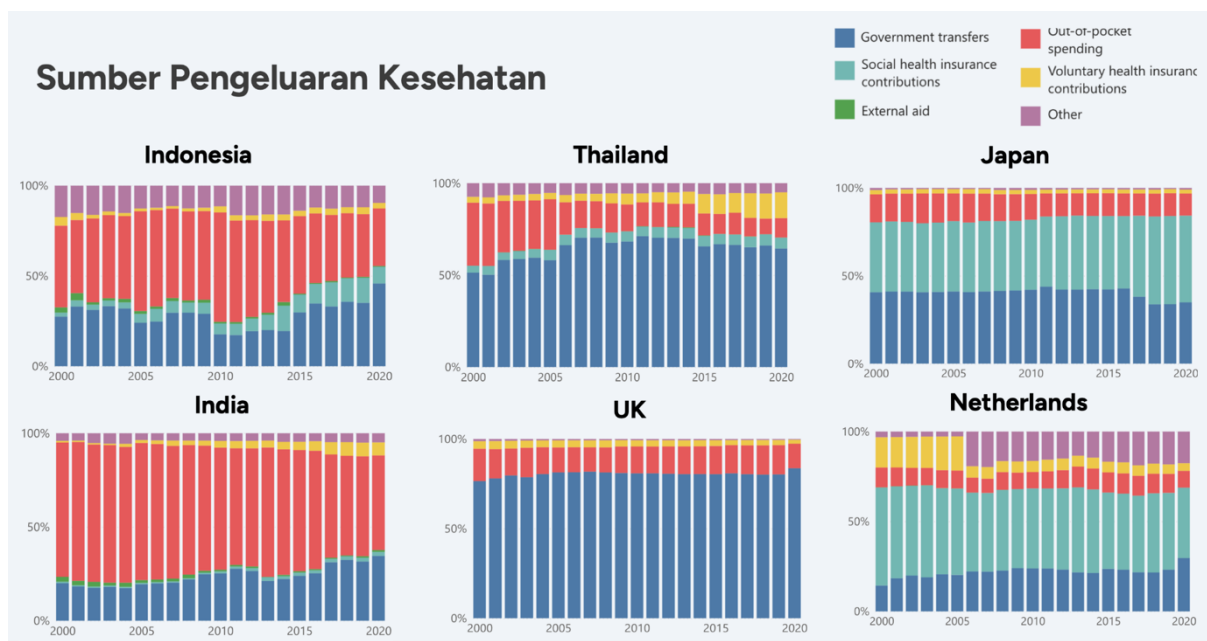 Sumber Pengeluaran Kesehatan
Government transfers
Out-of-pocket
spending
Social health insurance
contributions
Voluntary health insuranc
contributions
External aid
Other
Indonesia
100%
50%
0%
2000 2005 2010 2015 2020
Thailand
100%
50%
0%
2000 2005 2010 2015 2020
Japan
100%
50%
0%
2000 2005 2010 2015 2020
India
100%
50%
0%
2000 2005 2010 2015 2020
UK
100%
50%
0%
2000 2005 2010 2015 2020
Netherlands
100%
50%
0%
2000 2005 2010 2015 2020